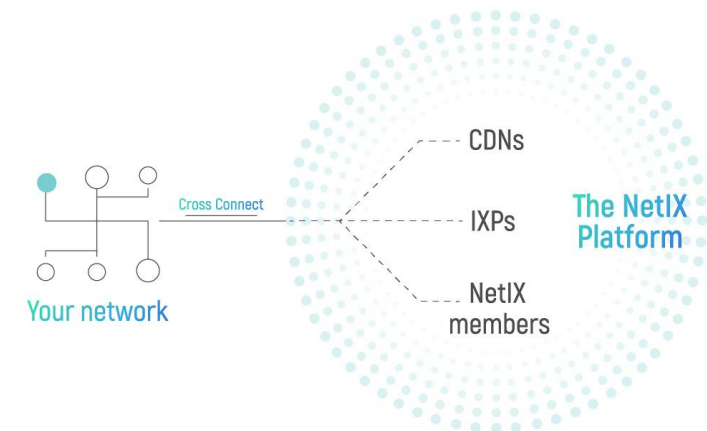 CDNs
Cross Connect
IXPs
The NetIX
Platform
NetIX
members
Your network